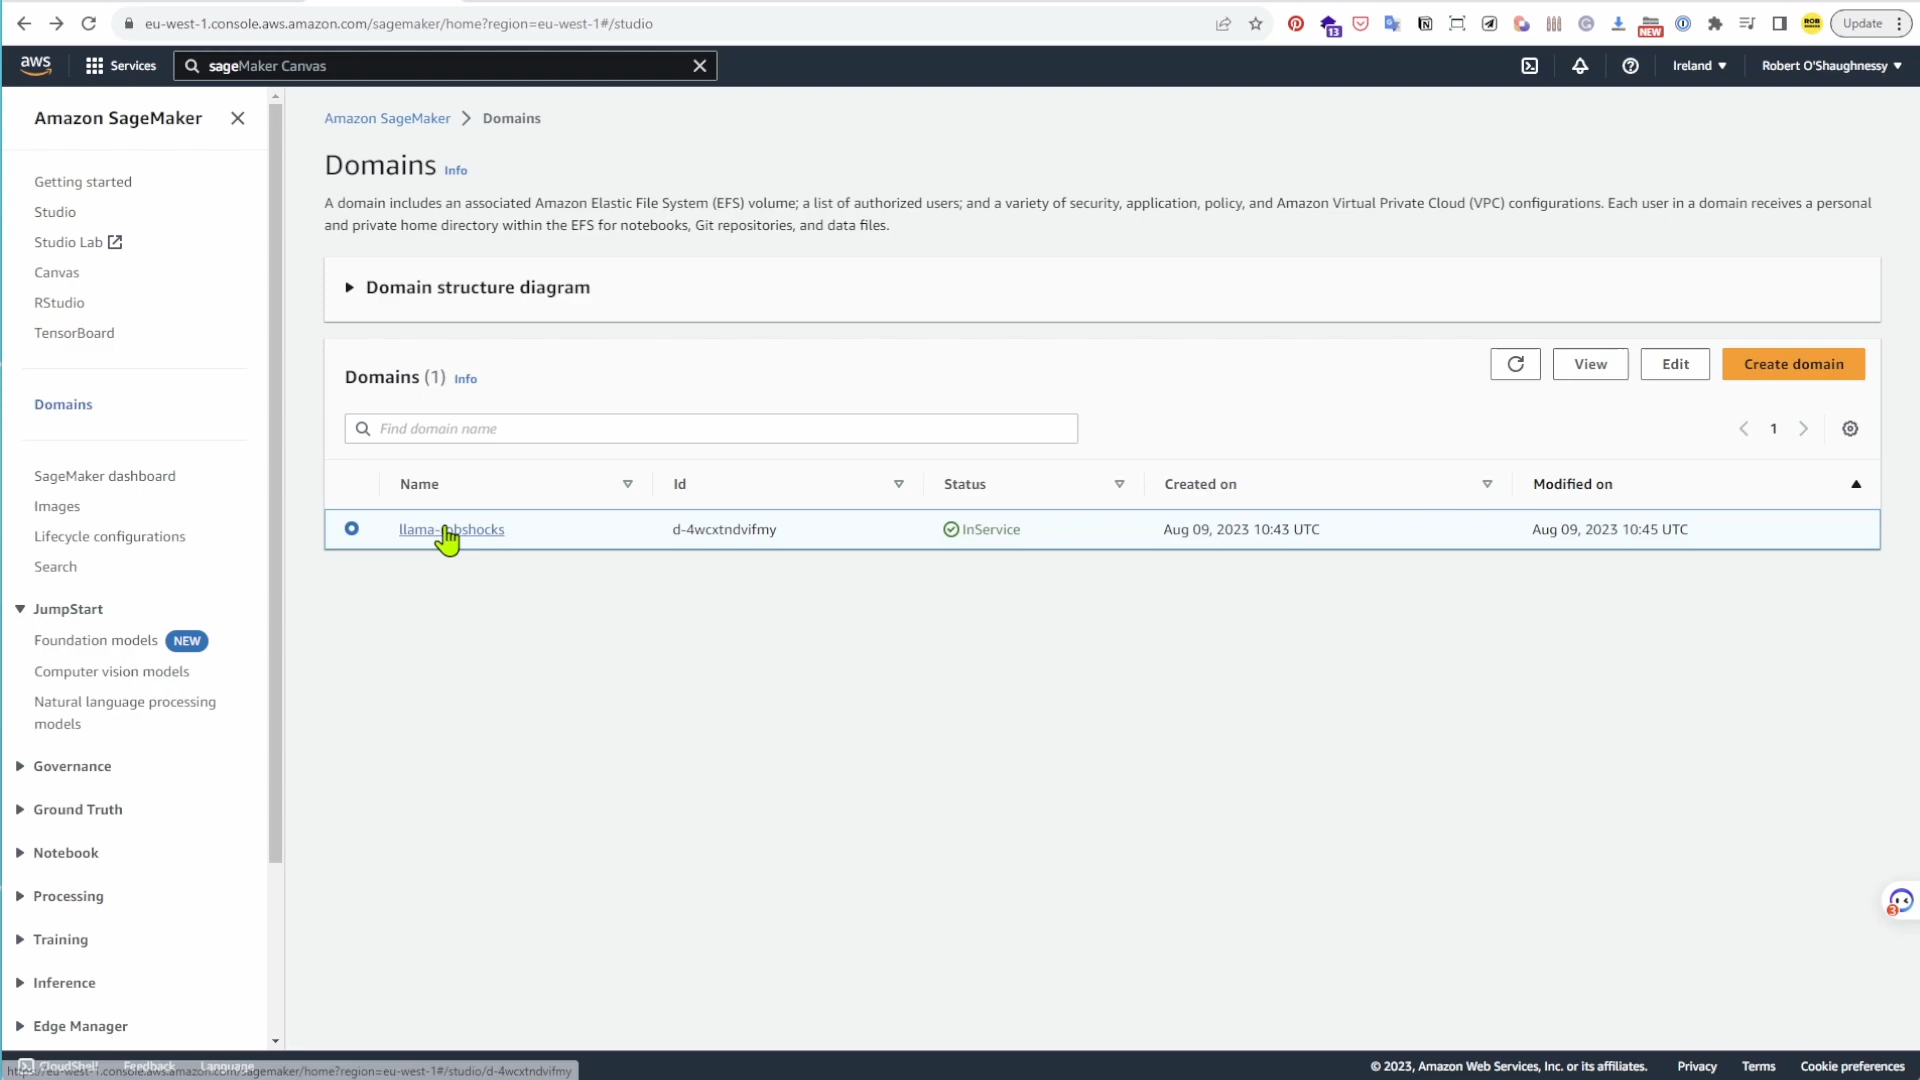 eu-west-1.console.aws.amazon.com/sagemaker/home?region=eu-west-1#/studio
13
NEW
ROB
Update
aws
Services
sageMaker Canvas
Ireland
Robert O'Shaughnessy
Amazon SageMaker
Getting started
Studio
Studio Lab
Canvas
RStudio
TensorBoard
Domains
SageMaker dashboard
Images
Lifecycle configurations
Search
JumpStart
Foundation models NEW
Computer vision models
Natural language processing
models
Governance
Ground Truth
Notebook
Processing
Training
Inference
Edge Manager
Amazon SageMaker > Domains
Domains Info
A domain includes an associated Amazon Elastic File System (EFS) volume; a list of authorized users; and a variety of security, application, policy, and Amazon Virtual Private Cloud (VPC) configurations. Each user in a domain receives a personal
and private home directory within the EFS for notebooks, Git repositories, and data files.
Domain structure diagram
Domains (1) Info
View
Edit
Create domain
Find domain name
1
Name Id Status Created on Modified on
d-4wcxtndvifmy InService Aug 09, 2023 10:43 UTC Aug 09, 2023 10:45 UTC
3
CloudShell Feedback Language
https://eu-west-1.console.aws.amazon.com/sagemaker/home?region=eu-west-1#/studio/d-4wcxtndvifmy
© 2023, Amazon Web Services, Inc. or its affiliates. Privacy Terms Cookie preferences